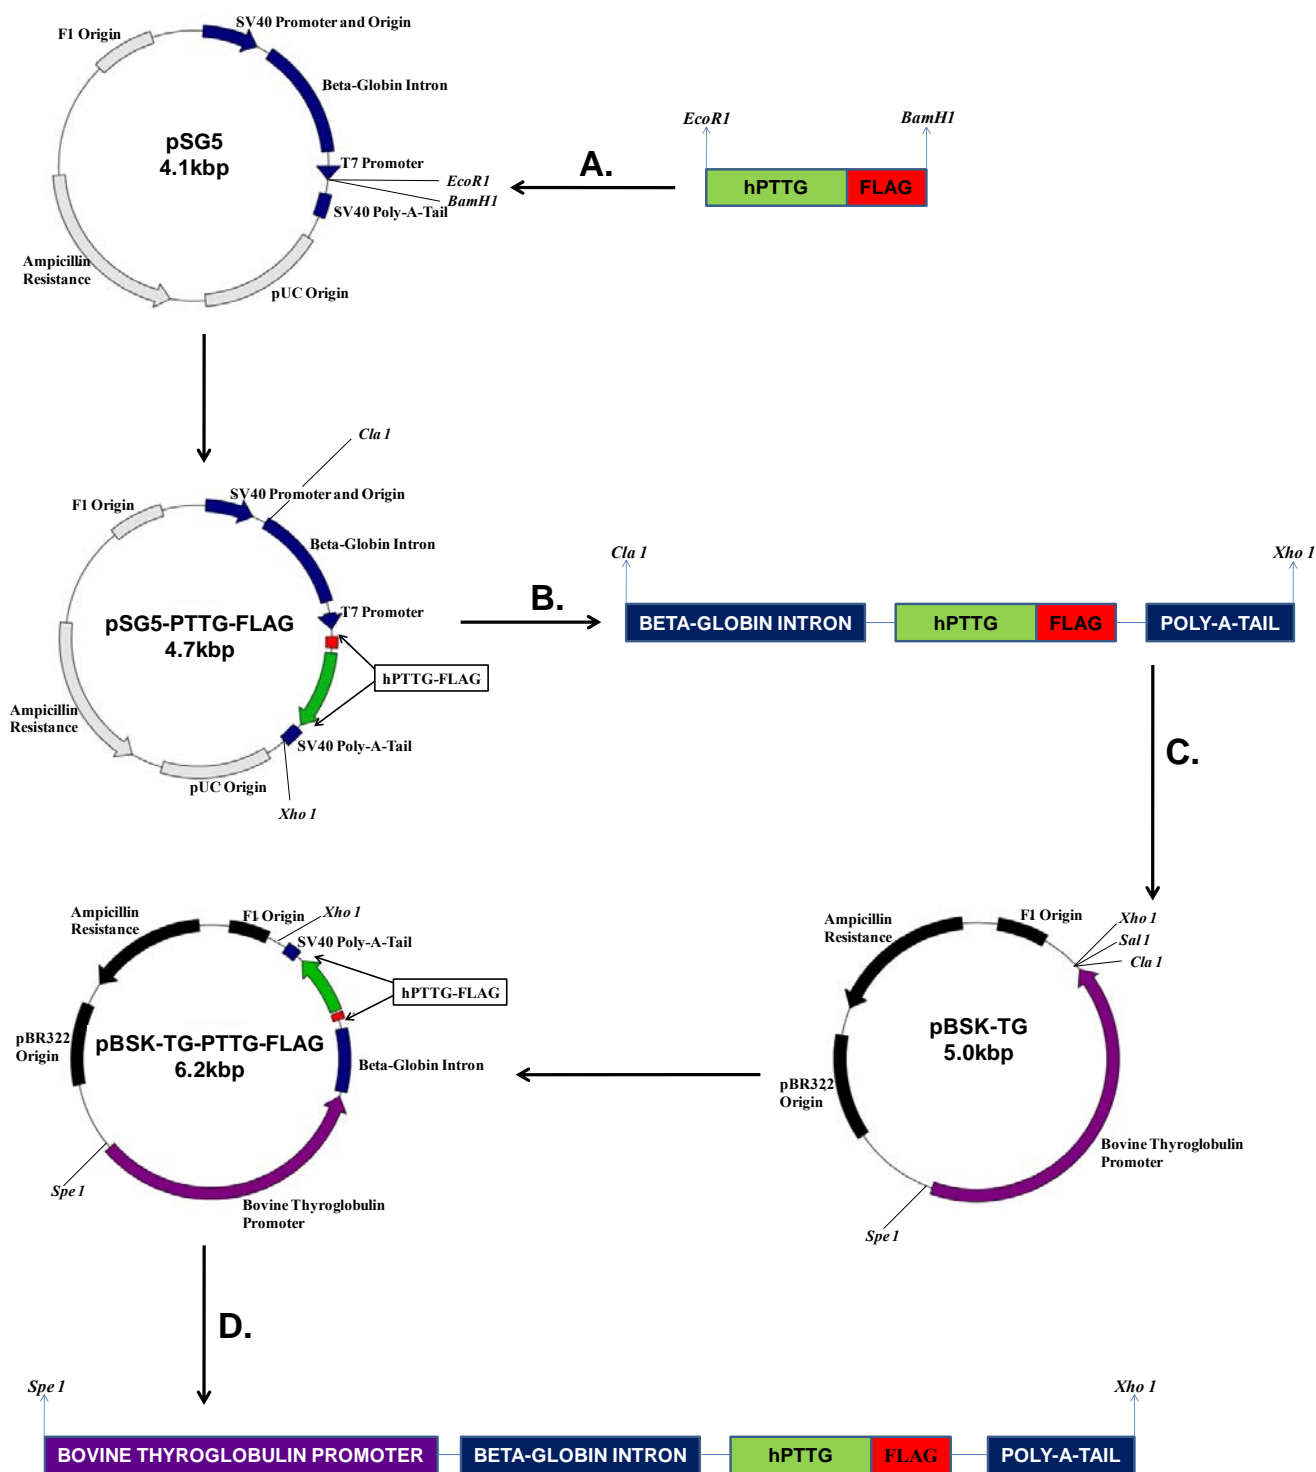 SV40 Promoter and Origin
F1 Origin
Beta-Globin Intron
pSG5
4.1kbp
T7 Promoter
EcoR1
BamH1
SV40 Poly-A-Tail
Ampicillin
Resistance
pUC Origin
A.
EcoR1
BamH1
hPTTG
FLAG
Cla 1
SV40 Promoter and Origin
F1 Origin
Beta-Globin Intron
pSG5-PTTG-FLAG
4.7kbp
T7 Promoter
hPTTG-FLAG
Ampicillin
Resistance
SV40 Poly-A-Tail
pUC Origin
Xho 1
B.
Cla 1
Xho 1
BETA-GLOBIN INTRON
hPTTG
FLAG
POLY-A-TAIL
C.
Ampicillin
Resistance
F1 Origin
Xho 1
Sal 1
Cla 1
pBSK-TG
5.0kbp
pBR322
Origin
Bovine Thyroglobulin
Promoter
Spe 1
Ampicillin
Resistance
F1 Origin
Xho 1
SV40 Poly-A-Tail
hPTTG-FLAG
pBR322
Origin
pBSK-TG-PTTG-FLAG
6.2kbp
Beta-Globin Intron
Spe 1
Bovine Thyroglobulin
Promoter
D.
Spe 1
Xho 1
BOVINE THYROGLOBULIN PROMOTER
BETA-GLOBIN INTRON
hPTTG
FLAG
POLY-A-TAIL